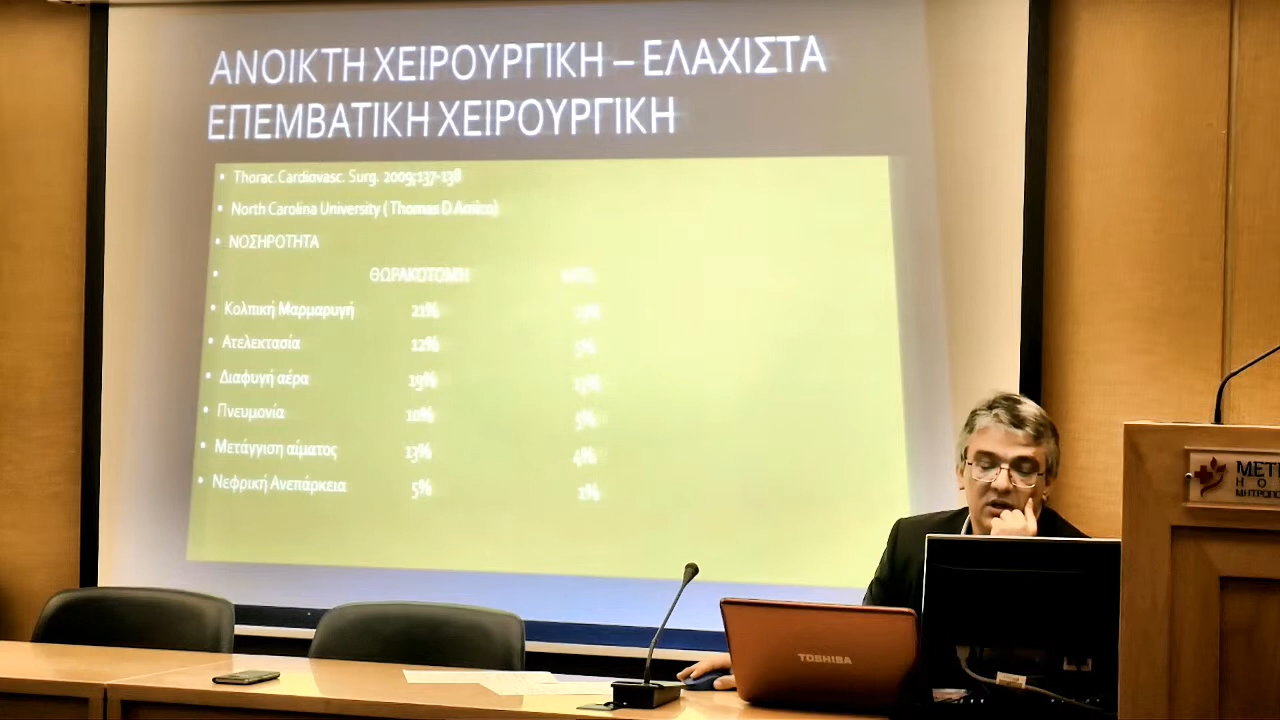 ΑΝΟΙΚΤΗ ΧΕΙΡΟΥΡΓΙΚΗ – ΕΛΑΧΙΣΤΑ
ΕΠΕΜΒΑΤΙΚΗ ΧΕΙΡΟΥΡΓΙΚΗ
• Thorac.Cardiovasc. Surg. 2009;137-138
• North Carolina University ( Thomas D Amico)
• ΝΟΣΗΡΟΤΗΤΑ
• ΘΩΡΑΚΟΤΟΜΗ
• Κολπική Μαρμαρυγή 21%
• Ατελεκτασία 12% 5%
• Διαφυγή αέρα 19% 13%
• Πνευμονία 10% 5%
• Μετάγγιση αίματος 13% 4%
• Νεφρική Ανεπάρκεια 5% 1%
TOSHIBA